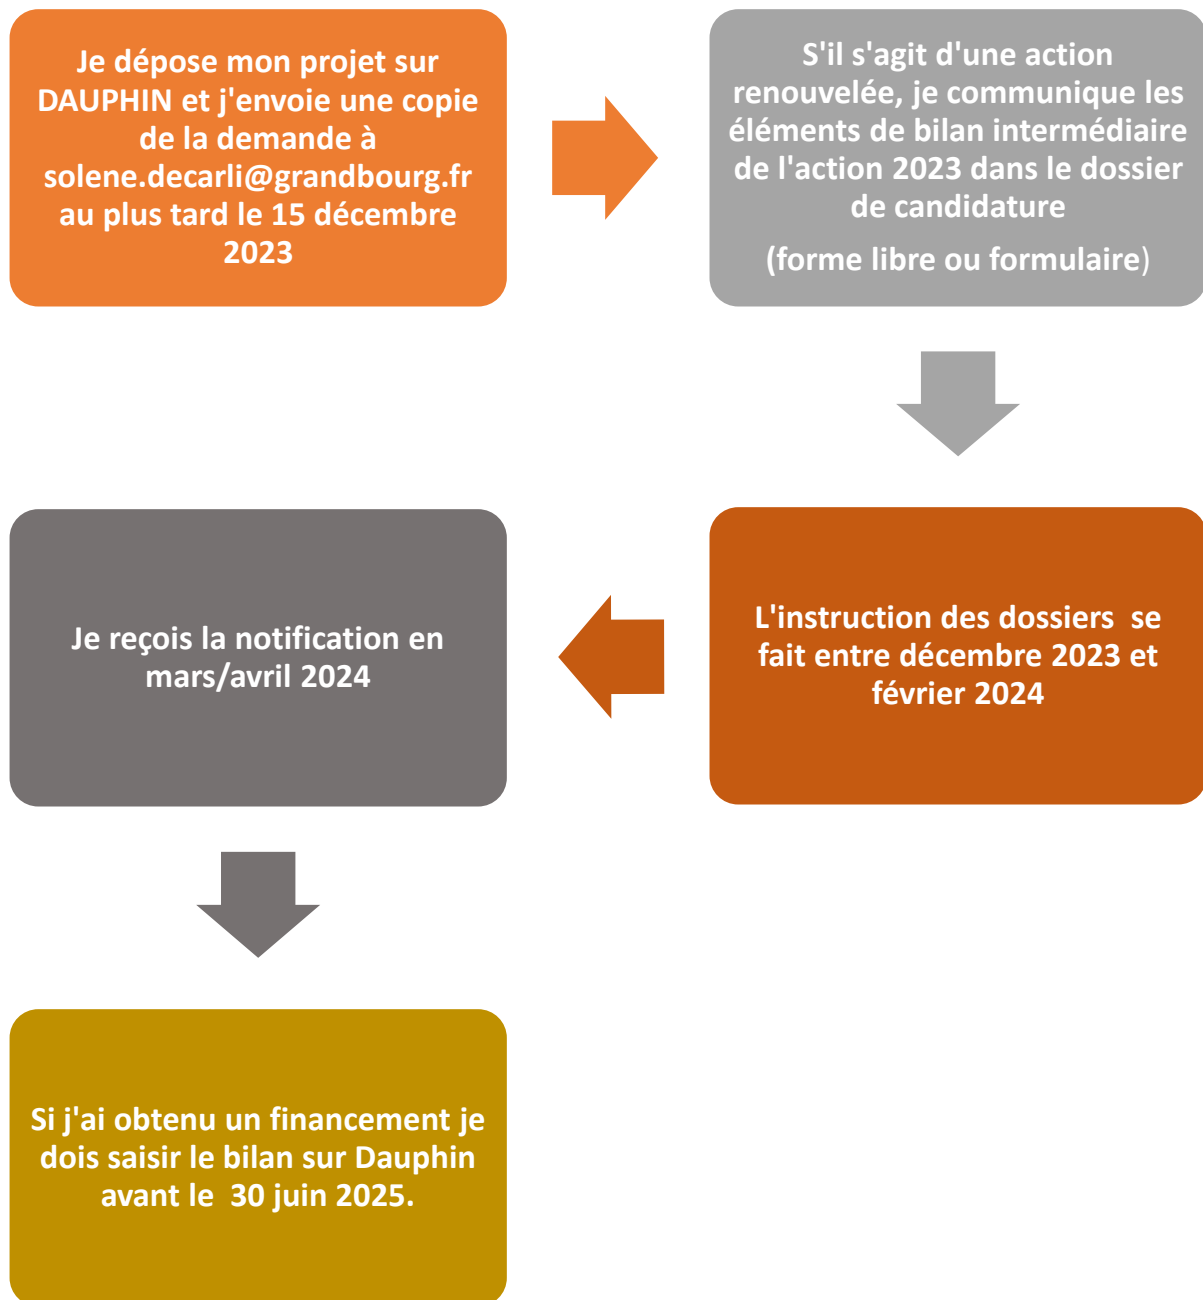 Je dépose mon projet sur
DAUPHIN et j'envoie une copie
de la demande à
solene.decarli@grandbourg.fr
au plus tard le 15 décembre
2023
S'il s'agit d'une action
renouvelée, je communique les
éléments de bilan intermédiaire
de l'action 2023 dans le dossier
de candidature
(forme libre ou formulaire)
L'instruction des dossiers  se
fait entre décembre 2023 et
février 2024
Je reçois la notification en
mars/avril 2024
Si j'ai obtenu un financement je
dois saisir le bilan sur Dauphin
avant le  30 juin 2025.